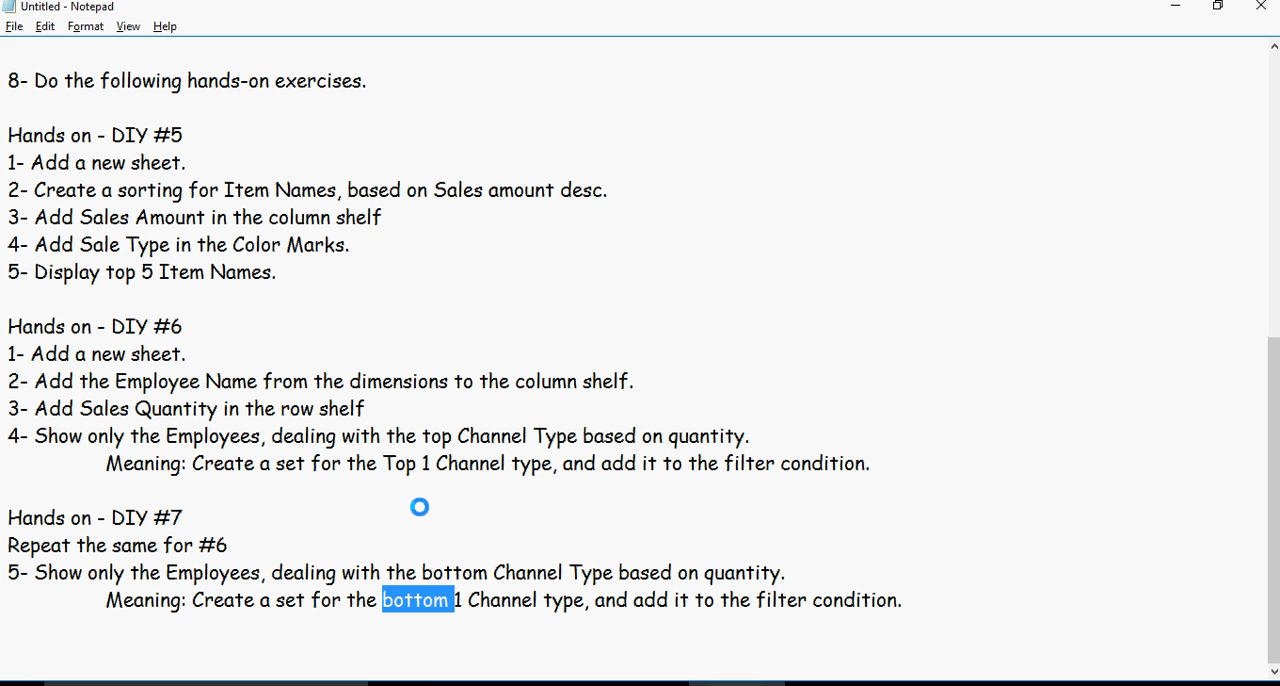 Untitled - Notepad
File Edit Format View Help
8- Do the following hands-on exercises.
Hands on - DIY #5
1- Add a new sheet.
2- Create a sorting for Item Names, based on Sales amount desc.
3- Add Sales Amount in the column shelf
4- Add Sale Type in the Color Marks.
5- Display top 5 Item Names.
Hands on - DIY #6
1- Add a new sheet.
2- Add the Employee Name from the dimensions to the column shelf.
3- Add Sales Quantity in the row shelf
4- Show only the Employees, dealing with the top Channel Type based on quantity.
Meaning: Create a set for the Top 1 Channel type, and add it to the filter condition.
Hands on - DIY #7
Repeat the same for #6
5- Show only the Employees, dealing with the bottom Channel Type based on quantity.
Meaning: Create a set for the bottom 1 Channel type, and add it to the filter condition.